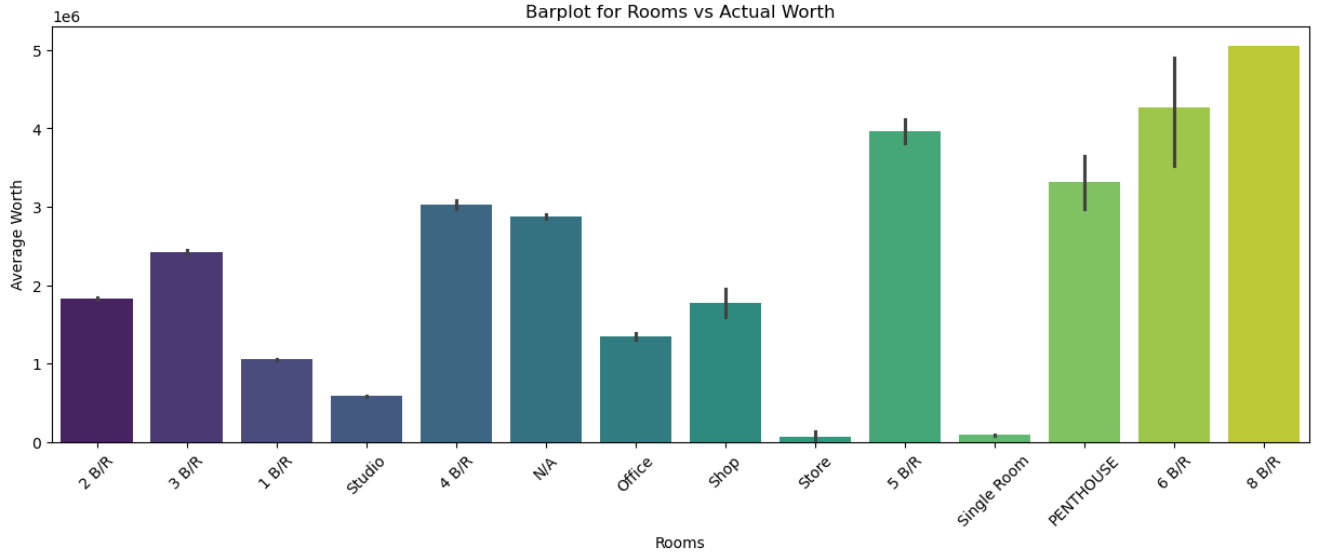 Barplot for Rooms vs Actual Worth
1e6
5
4
3
2
1
0
Average Worth
2 B/R
3 B/R
1 B/R
Studio
4 B/R
N/A
Office
Shop
Store
5 B/R
Single Room
PENTHOUSE
6 B/R
8 B/R
Rooms